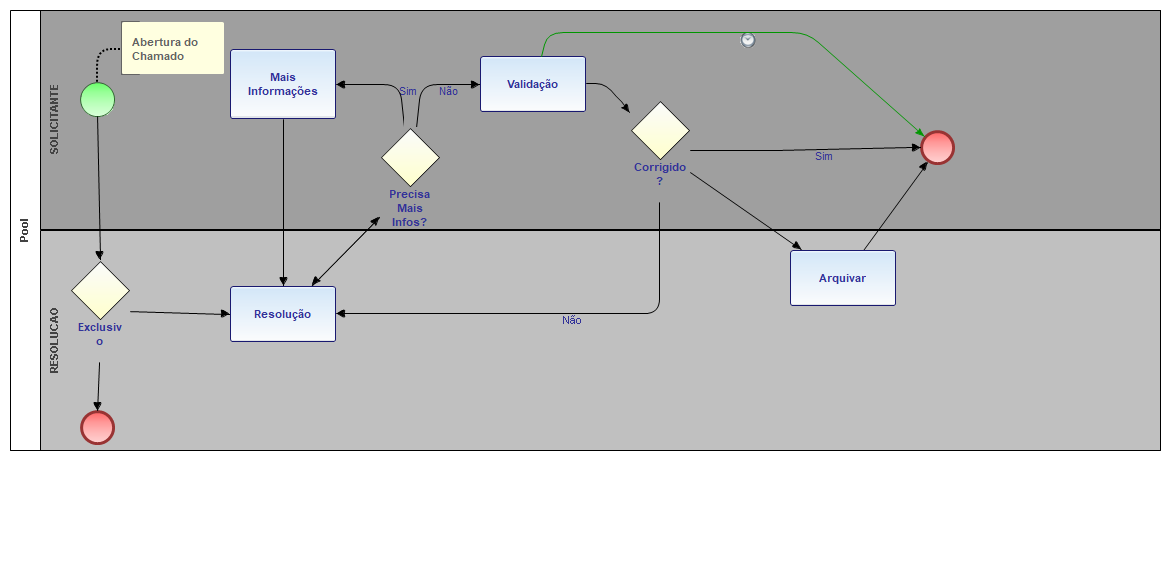 Pool
SOLICITANTE
Abertura do
Chamado
Mais
Informações
Sim
Não
Precisa
Mais
Infos?
Validação
Corrigido
?
Sim
RESOLUCAO
Exclusiv
o
Resolução
Não
Arquivar